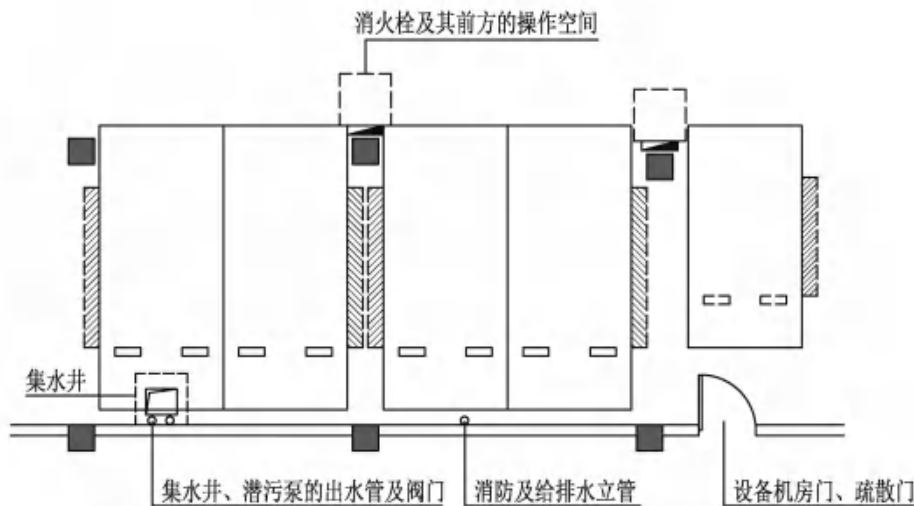 消火栓及其前方的操作空间
集水井
集水井、潜污泵的出水管及阀门
消防及给排水立管
设备机房门、疏散门